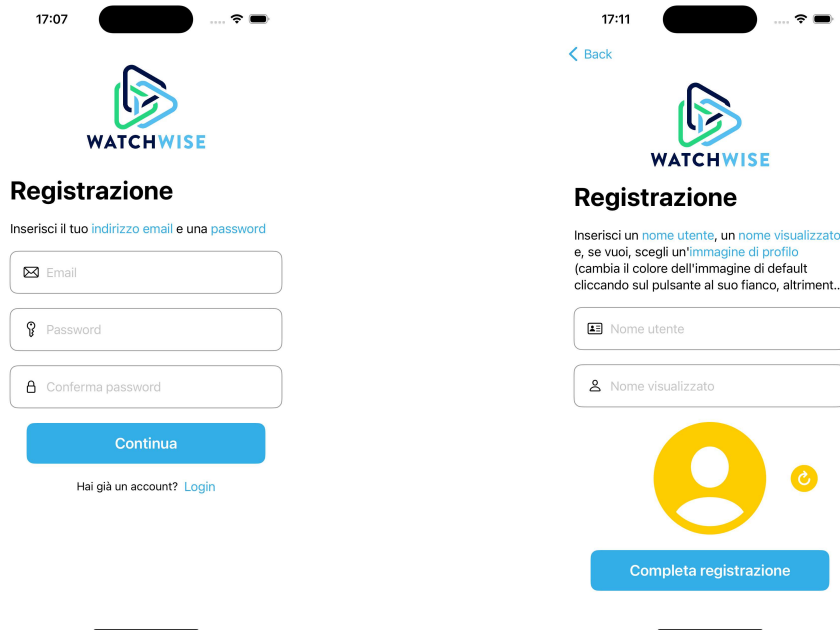 17:07
WATCHWISE
Registrazione
Inserisci il tuo indirizzo email e una password
Email
Password
Conferma password
Continua
Hai già un account? Login
17:11
Back
WATCHWISE
Registrazione
Inserisci un nome utente, un nome visualizzato
e, se vuoi, scegli un'immagine di profilo
(cambia il colore dell'immagine di default
cliccando sul pulsante al suo fianco, altriment...
Nome utente
Nome visualizzato
Completa registrazione